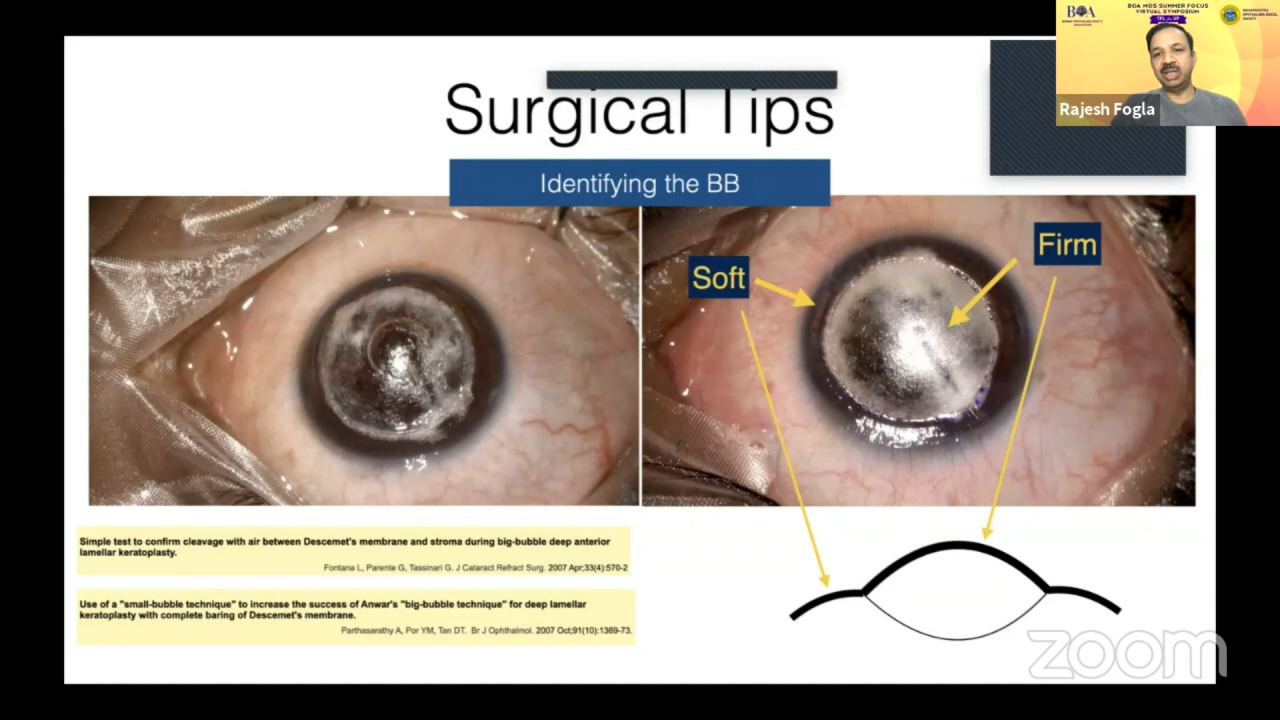 BOA
BOA MOS SUMMER FOCUS
VIRTUAL SYMPOSIUM
MAHARASHTRA
OPHTHALMOLOGICAL
SOCIETY
Rajesh Fogla
Surgical Tips
Identifying the BB
Soft
Firm
Simple test to confirm cleavage with air between Descemet's membrane and stroma during big-bubble deep anterior
lamellar keratoplasty.
Fontana L, Parente G, Tassinari G. J Cataract Refract Surg. 2007 Apr;33(4):570-2
Use of a "small-bubble technique" to increase the success of Anwar's "big-bubble technique" for deep lamellar
keratoplasty with complete baring of Descemet's membrane.
Parthasarathy A, Por YM, Tan DT. Br J Ophthalmol. 2007 Oct;91(10):1369-73.
zoom